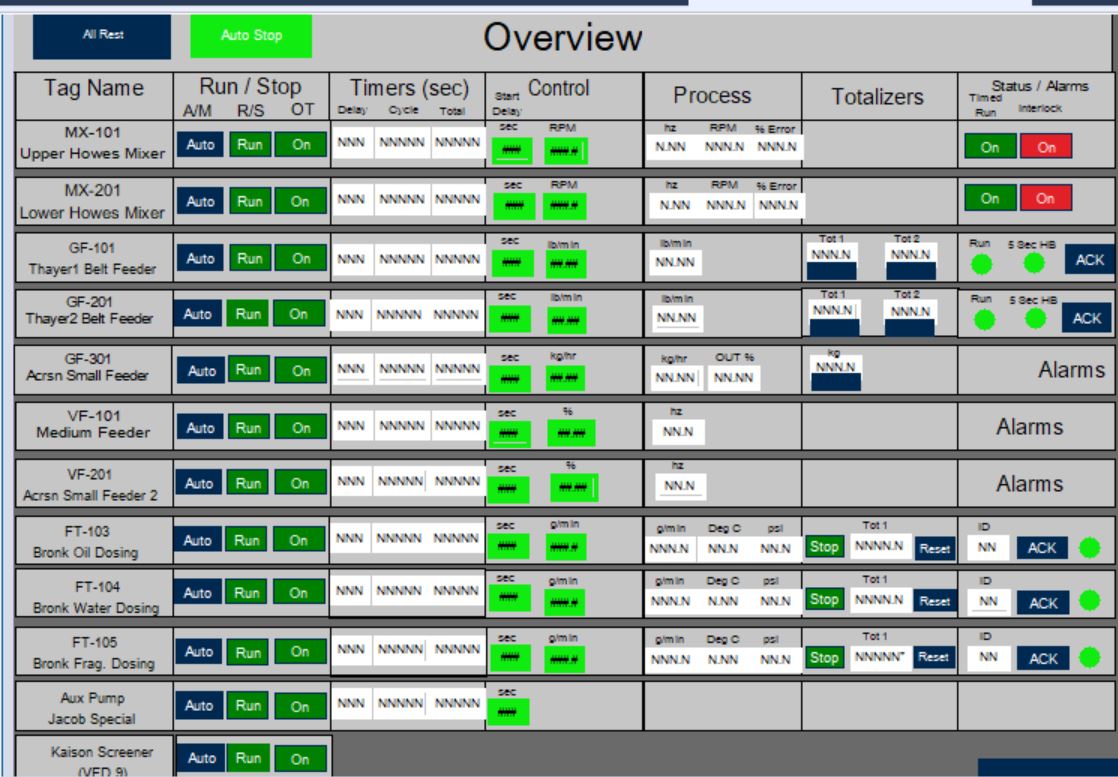 All Rest Auto Stop Overview
Tag Name Run / Stop Timers (sec) Control Process Totalizers Status / Alarms
A/M R/S OT Delay Cycle Total Start Delay Timed Run Interlock
sec RPM hz RPM % Error
MX-101 Upper Howes Mixer Auto Run On NNN NNNNN NNNNN #### ####.# N.NN NNN.N NNN.N On On
sec RPM hz RPM % Error
MX-201 Lower Howes Mixer Auto Run On NNN NNNNN NNNNN #### ###.# N.NN NNN.N NNN.N On On
sec lb/min lb/min Tot 1 Tot 2 Run 5 Sec HB
GF-101 Thayer1 Belt Feeder Auto Run On NNN NNNNN NNNNN #### ##.## NN.NN NNN.N NNN.N ACK
sec lb/min lb/min Tot 1 Tot 2 Run 5 Sec HB
GF-201 Thayer2 Belt Feeder Auto Run On NNN NNNNN NNNNN #### ##.## NN.NN NNN.N NNN.N ACK
sec kg/hr kg/hr OUT % kg
GF-301 Acrsn Small Feeder Auto Run On NNN NNNNN NNNNN #### ##.## NN.NN NN.NN NNN.N Alarms
sec % hz
VF-101 Medium Feeder Auto Run On NNN NNNNN NNNNN #### ##.## NN.N Alarms
sec % hz
VF-201 Acrsn Small Feeder 2 Auto Run On NNN NNNNN NNNNN #### ##.## NN.N Alarms
sec g/min g/min Deg C psi Tot 1 ID
FT-103 Bronk Oil Dosing Auto Run On NNN NNNNN NNNNN #### ###.# NNN.N NN.N NN.N Stop NNNN.N Reset NN ACK
sec g/min g/min Deg C psi Tot 1 ID
FT-104 Bronk Water Dosing Auto Run On NNN NNNNN NNNNN #### ###.# NNN.N N.NN NN.N Stop NNNN.N Reset NN ACK
sec g/min g/min Deg C psi Tot 1 ID
FT-105 Bronk Frag. Dosing Auto Run On NNN NNNNN NNNNN #### ###.# NNN.N N.NN NN.N Stop NNNNN* Reset NN ACK
sec
Aux Pump Jacob Special Auto Run On NNN NNNNN NNNNN ####
Kaison Screener (VFD 9) Auto Run On